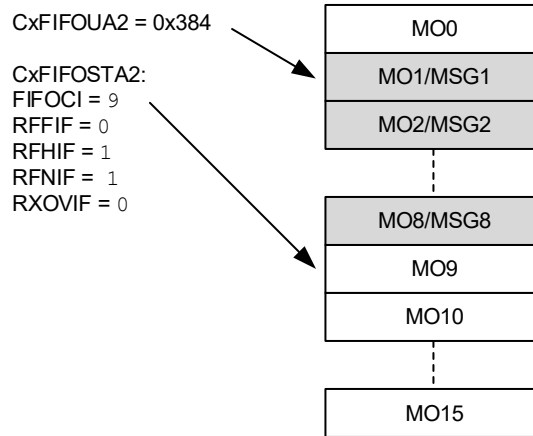 CxFIFOUA2 = 0x384
CxFIFOSTA2:
FIFOCI = 9
RFFIF = 0
RFHIF = 1
RFNIF = 1
RXOVIF = 0
MO0
MO1/MSG1
MO2/MSG2
MO8/MSG8
MO9
MO10
MO15